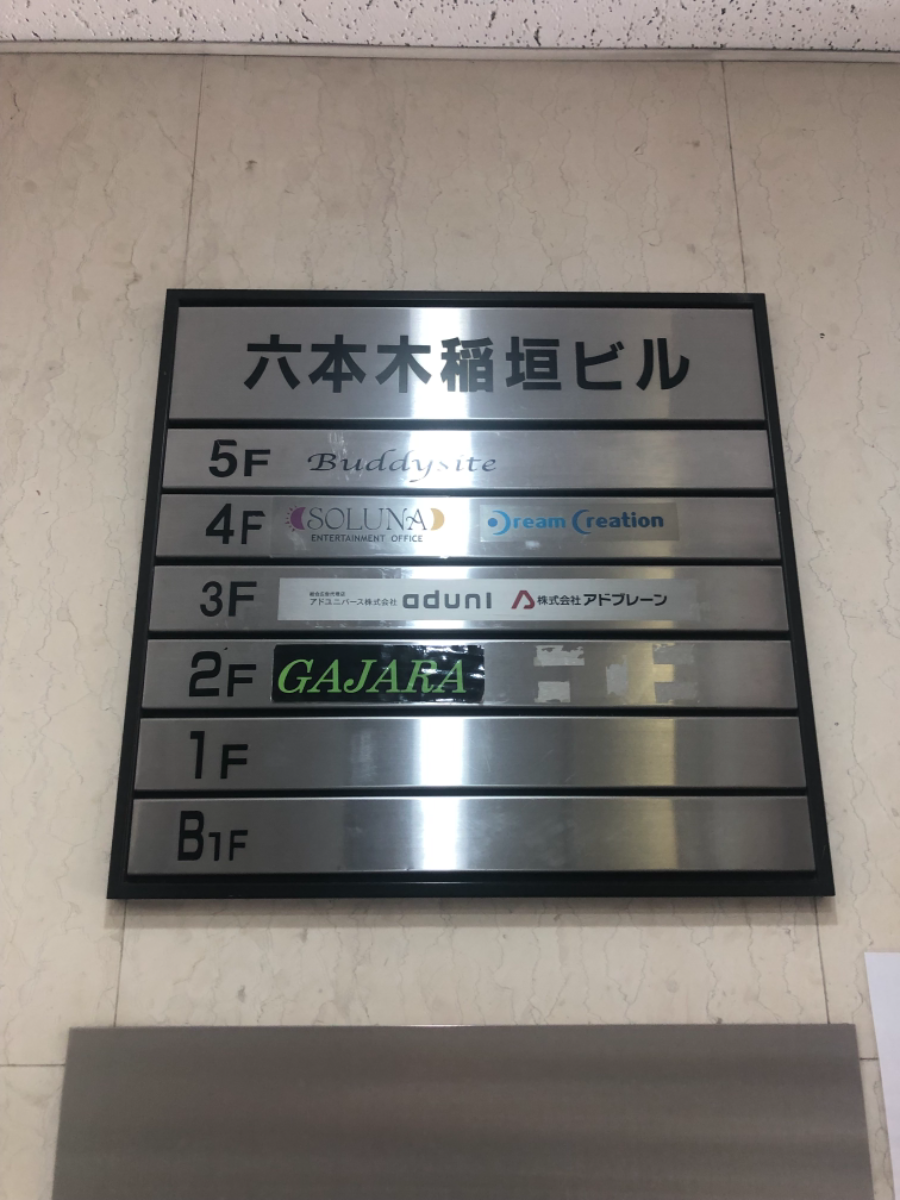 六本木稲垣ビル
5F Buddysite
4F SOLUNA ENTERTAINMENT OFFICE Dream Creation
3F 総合広告代理店 アドユニバース株式会社 aduni 株式会社アドブレーン
2F GAJARA
1F
B1F